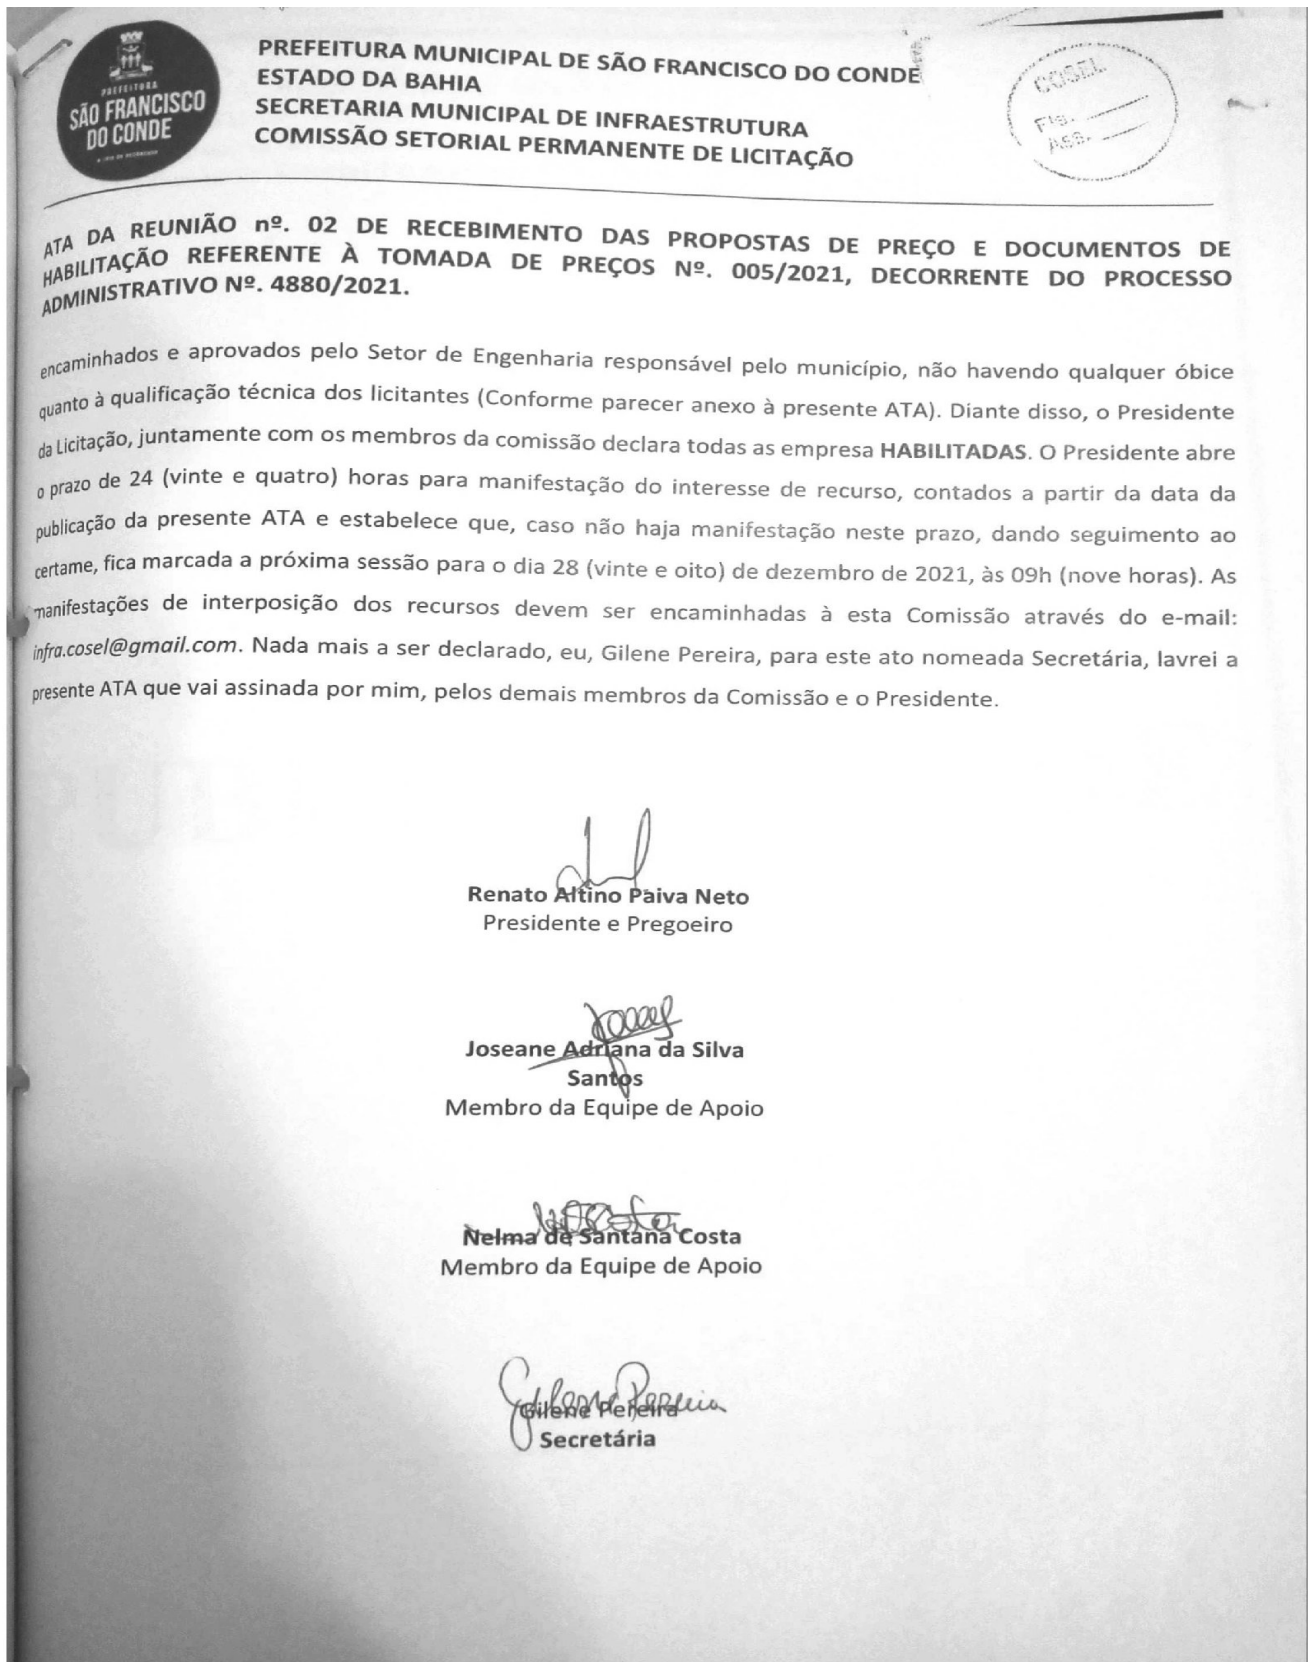 PREFEITURA
SÃO FRANCISCO
DO CONDE
PREFEITURA MUNICIPAL DE SÃO FRANCISCO DO CONDE
ESTADO DA BAHIA
SECRETARIA MUNICIPAL DE INFRAESTRUTURA
COMISSÃO SETORIAL PERMANENTE DE LICITAÇÃO
COSEL
Fls.
Ass.
ATA DA REUNIÃO nº. 02 DE RECEBIMENTO DAS PROPOSTAS DE PREÇO E DOCUMENTOS DE
HABILITAÇÃO REFERENTE À TOMADA DE PREÇOS Nº. 005/2021, DECORRENTE DO PROCESSO
ADMINISTRATIVO Nº. 4880/2021.
encaminhados e aprovados pelo Setor de Engenharia responsável pelo município, não havendo qualquer óbice
quanto à qualificação técnica dos licitantes (Conforme parecer anexo à presente ATA). Diante disso, o Presidente
da Licitação, juntamente com os membros da comissão declara todas as empresa HABILITADAS. O Presidente abre
o prazo de 24 (vinte e quatro) horas para manifestação do interesse de recurso, contados a partir da data da
publicação da presente ATA e estabelece que, caso não haja manifestação neste prazo, dando seguimento ao
certame, fica marcada a próxima sessão para o dia 28 (vinte e oito) de dezembro de 2021, às 09h (nove horas). As
manifestações de interposição dos recursos devem ser encaminhadas à esta Comissão através do e-mail:
infra.cosel@gmail.com. Nada mais a ser declarado, eu, Gilene Pereira, para este ato nomeada Secretária, lavrei a
presente ATA que vai assinada por mim, pelos demais membros da Comissão e o Presidente.
Renato Altino Paiva Neto
Presidente e Pregoeiro
Joseane Adriana da Silva
Santos
Membro da Equipe de Apoio
Nelma de Santana Costa
Membro da Equipe de Apoio
Gilene Pereira
Gilene Pereira
Secretária